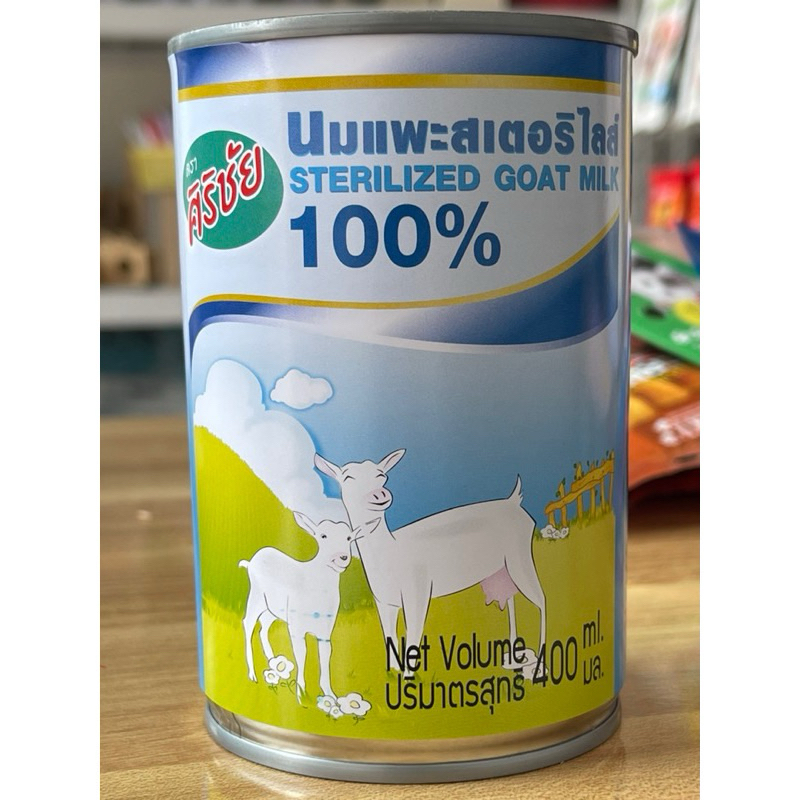 ตรา
ศิริชัย
นมแพะสเตอริไลส์
STERILIZED GOAT MILK
100%
Net Volume 400 ml.
ปริมาตรสุทธิ มล.